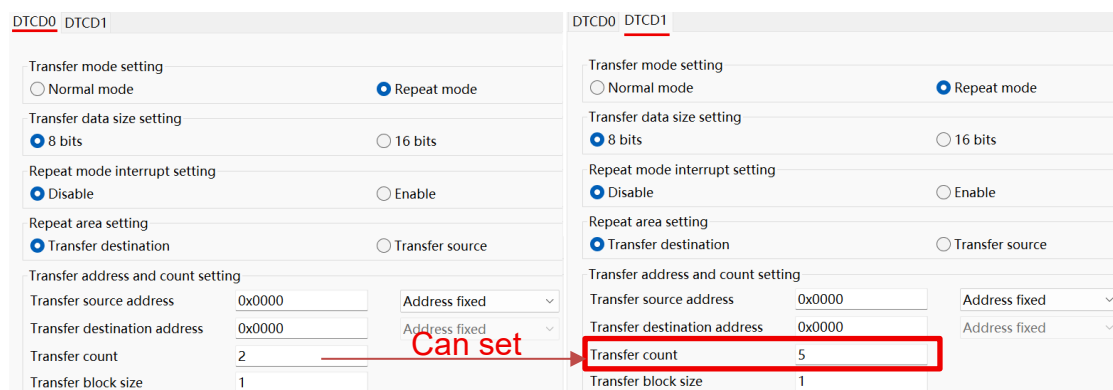 DTCD0 DTCD1
Transfer mode setting
Normal mode Repeat mode
Transfer data size setting
8 bits 16 bits
Repeat mode interrupt setting
Disable Enable
Repeat area setting
Transfer destination Transfer source
Transfer address and count setting
Transfer source address 0x0000 Address fixed
Transfer destination address 0x0000 Address fixed
Transfer count 2
Transfer block size 1
Can set
DTCD0 DTCD1
Transfer mode setting
Normal mode Repeat mode
Transfer data size setting
8 bits 16 bits
Repeat mode interrupt setting
Disable Enable
Repeat area setting
Transfer destination Transfer source
Transfer address and count setting
Transfer source address 0x0000 Address fixed
Transfer destination address 0x0000 Address fixed
Transfer count 5
Transfer block size 1